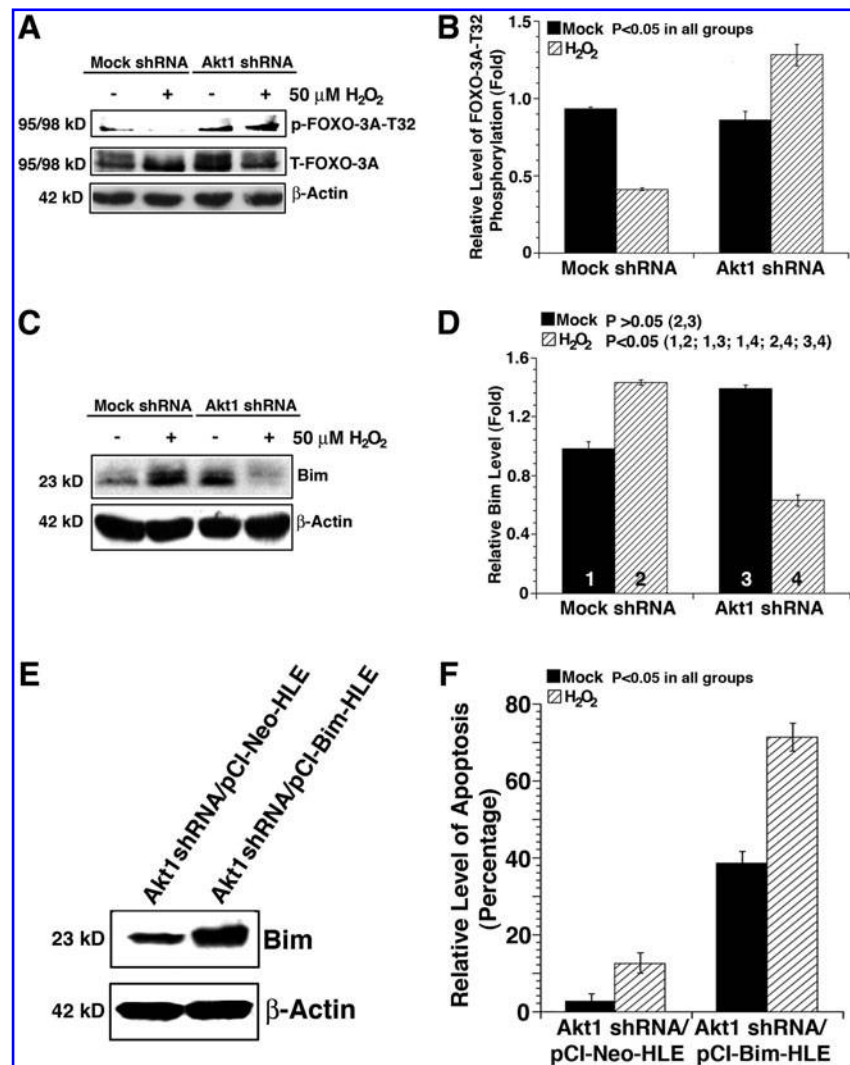 A
Mock shRNA Akt1 shRNA
- + - + 50 µM H₂O₂
95/98 kD p-FOXO-3A-T32
95/98 kD T-FOXO-3A
42 kD β-Actin
B
Mock P<0.05 in all groups
H₂O₂
Relative Level of FOXO-3A-T32
Phosphorylation (Fold)
1.5
1.0
0.5
0
Mock shRNA Akt1 shRNA
C
Mock shRNA Akt1 shRNA
- + - + 50 µM H₂O₂
23 kD Bim
42 kD β-Actin
D
Mock P >0.05 (2,3)
H₂O₂ P<0.05 (1,2; 1,3; 1,4; 2,4; 3,4)
Relative Bim Level (Fold)
1.6
1.2
0.8
0.4
0
1 2 3 4
Mock shRNA Akt1 shRNA
E
Akt1shRNA/pCI-Neo-HLE
Akt1shRNA/pCI-Bim-HLE
23 kD Bim
42 kD β-Actin
F
Mock P<0.05 in all groups
H₂O₂
Relative Level of Apoptosis
(Percentage)
80
60
40
20
0
Akt1 shRNA/ Akt1 shRNA/
pCI-Neo-HLE pCI-Bim-HLE